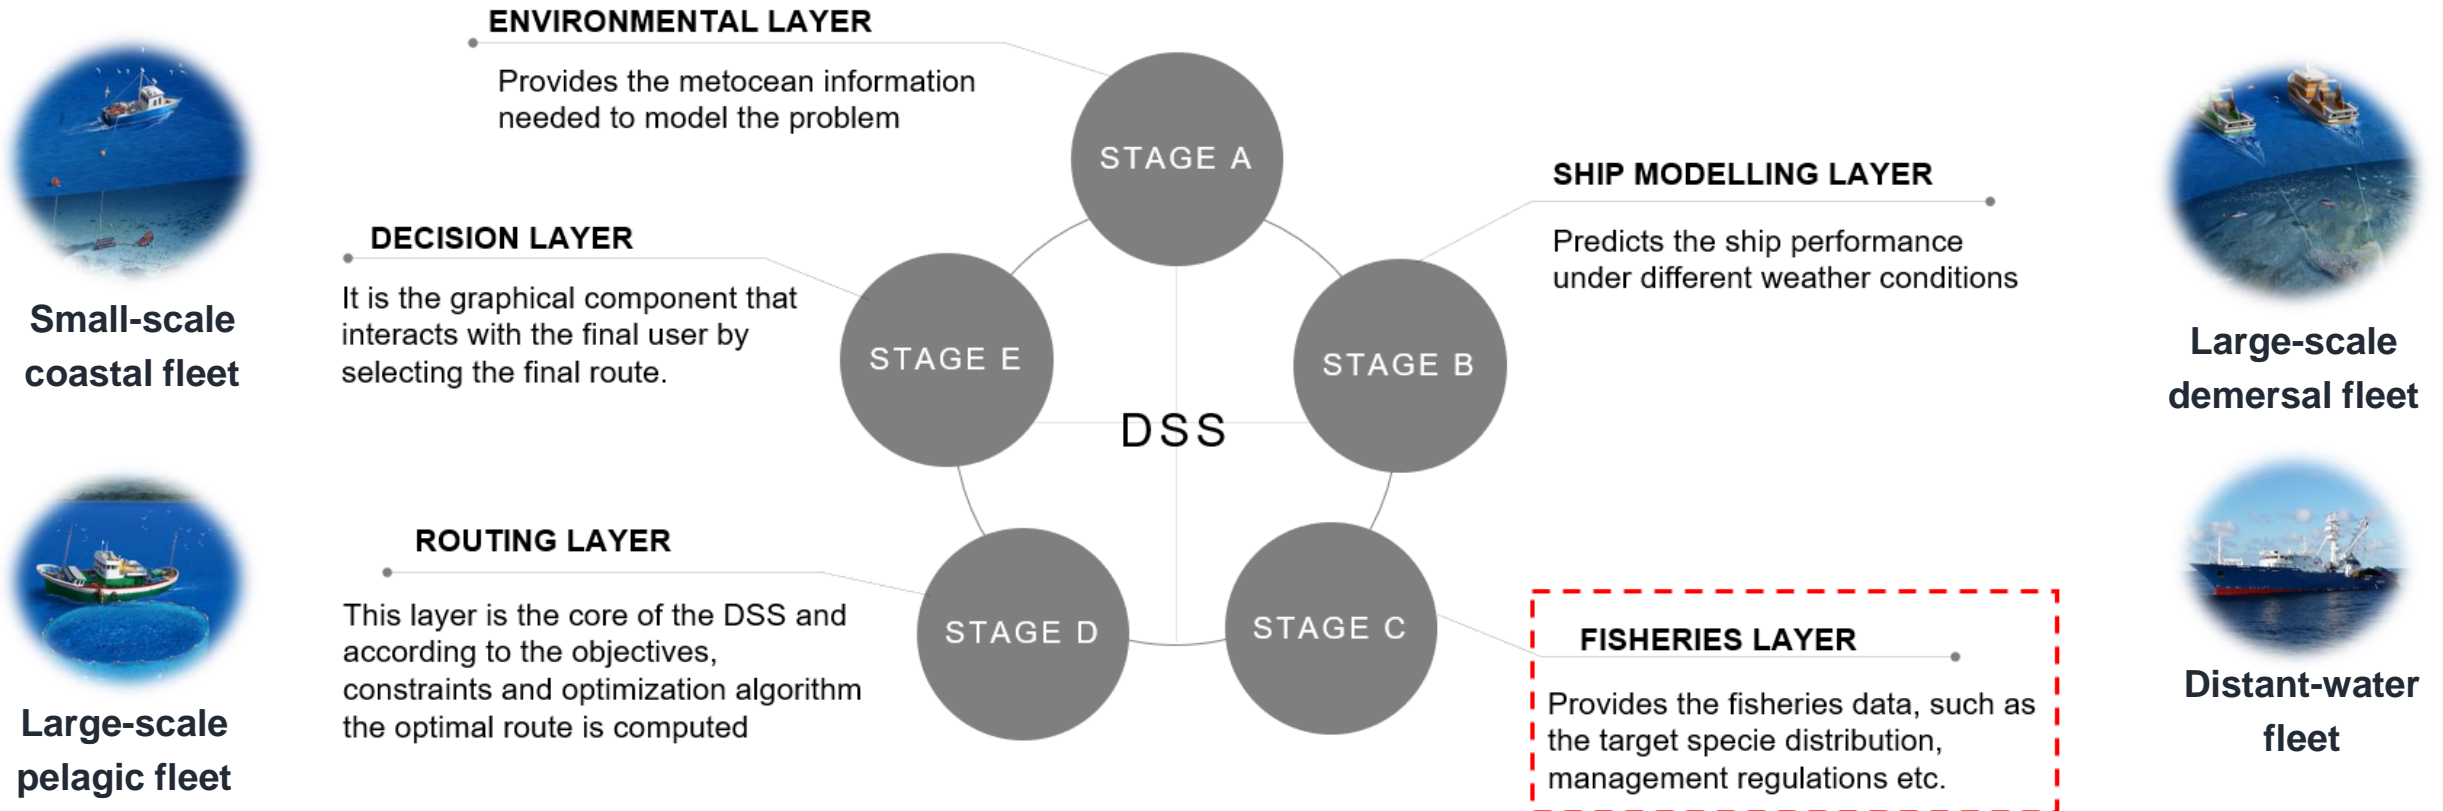 ENVIRONMENTAL LAYER
Provides the metocean information
needed to model the problem
STAGE A
SHIP MODELLING LAYER
Predicts the ship performance
under different weather conditions
STAGE B
DECISION LAYER
It is the graphical component that
interacts with the final user by
selecting the final route.
STAGE E
DSS
ROUTING LAYER
This layer is the core of the DSS and
according to the objectives,
constraints and optimization algorithm
the optimal route is computed
STAGE D
STAGE C
FISHERIES LAYER
Provides the fisheries data, such as
the target specie distribution,
management regulations etc.
Small-scale
coastal fleet
Large-scale
pelagic fleet
Large-scale
demersal fleet
Distant-water
fleet